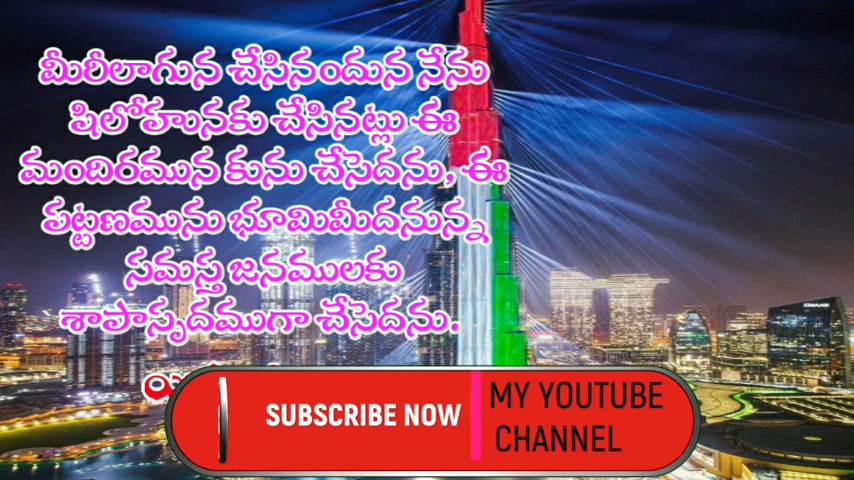 మీరీలాగున చేసినందున నేను
షిలోహునకు చేసినట్లు ఈ
మందిరమున కును చేసెదను, ఈ
పట్టణమును భూమిమీదనున్న
సమస్త జనములకు
శాపాస్పదముగా చేసెదను.
SUBSCRIBE NOW
MY YOUTUBE
CHANNEL